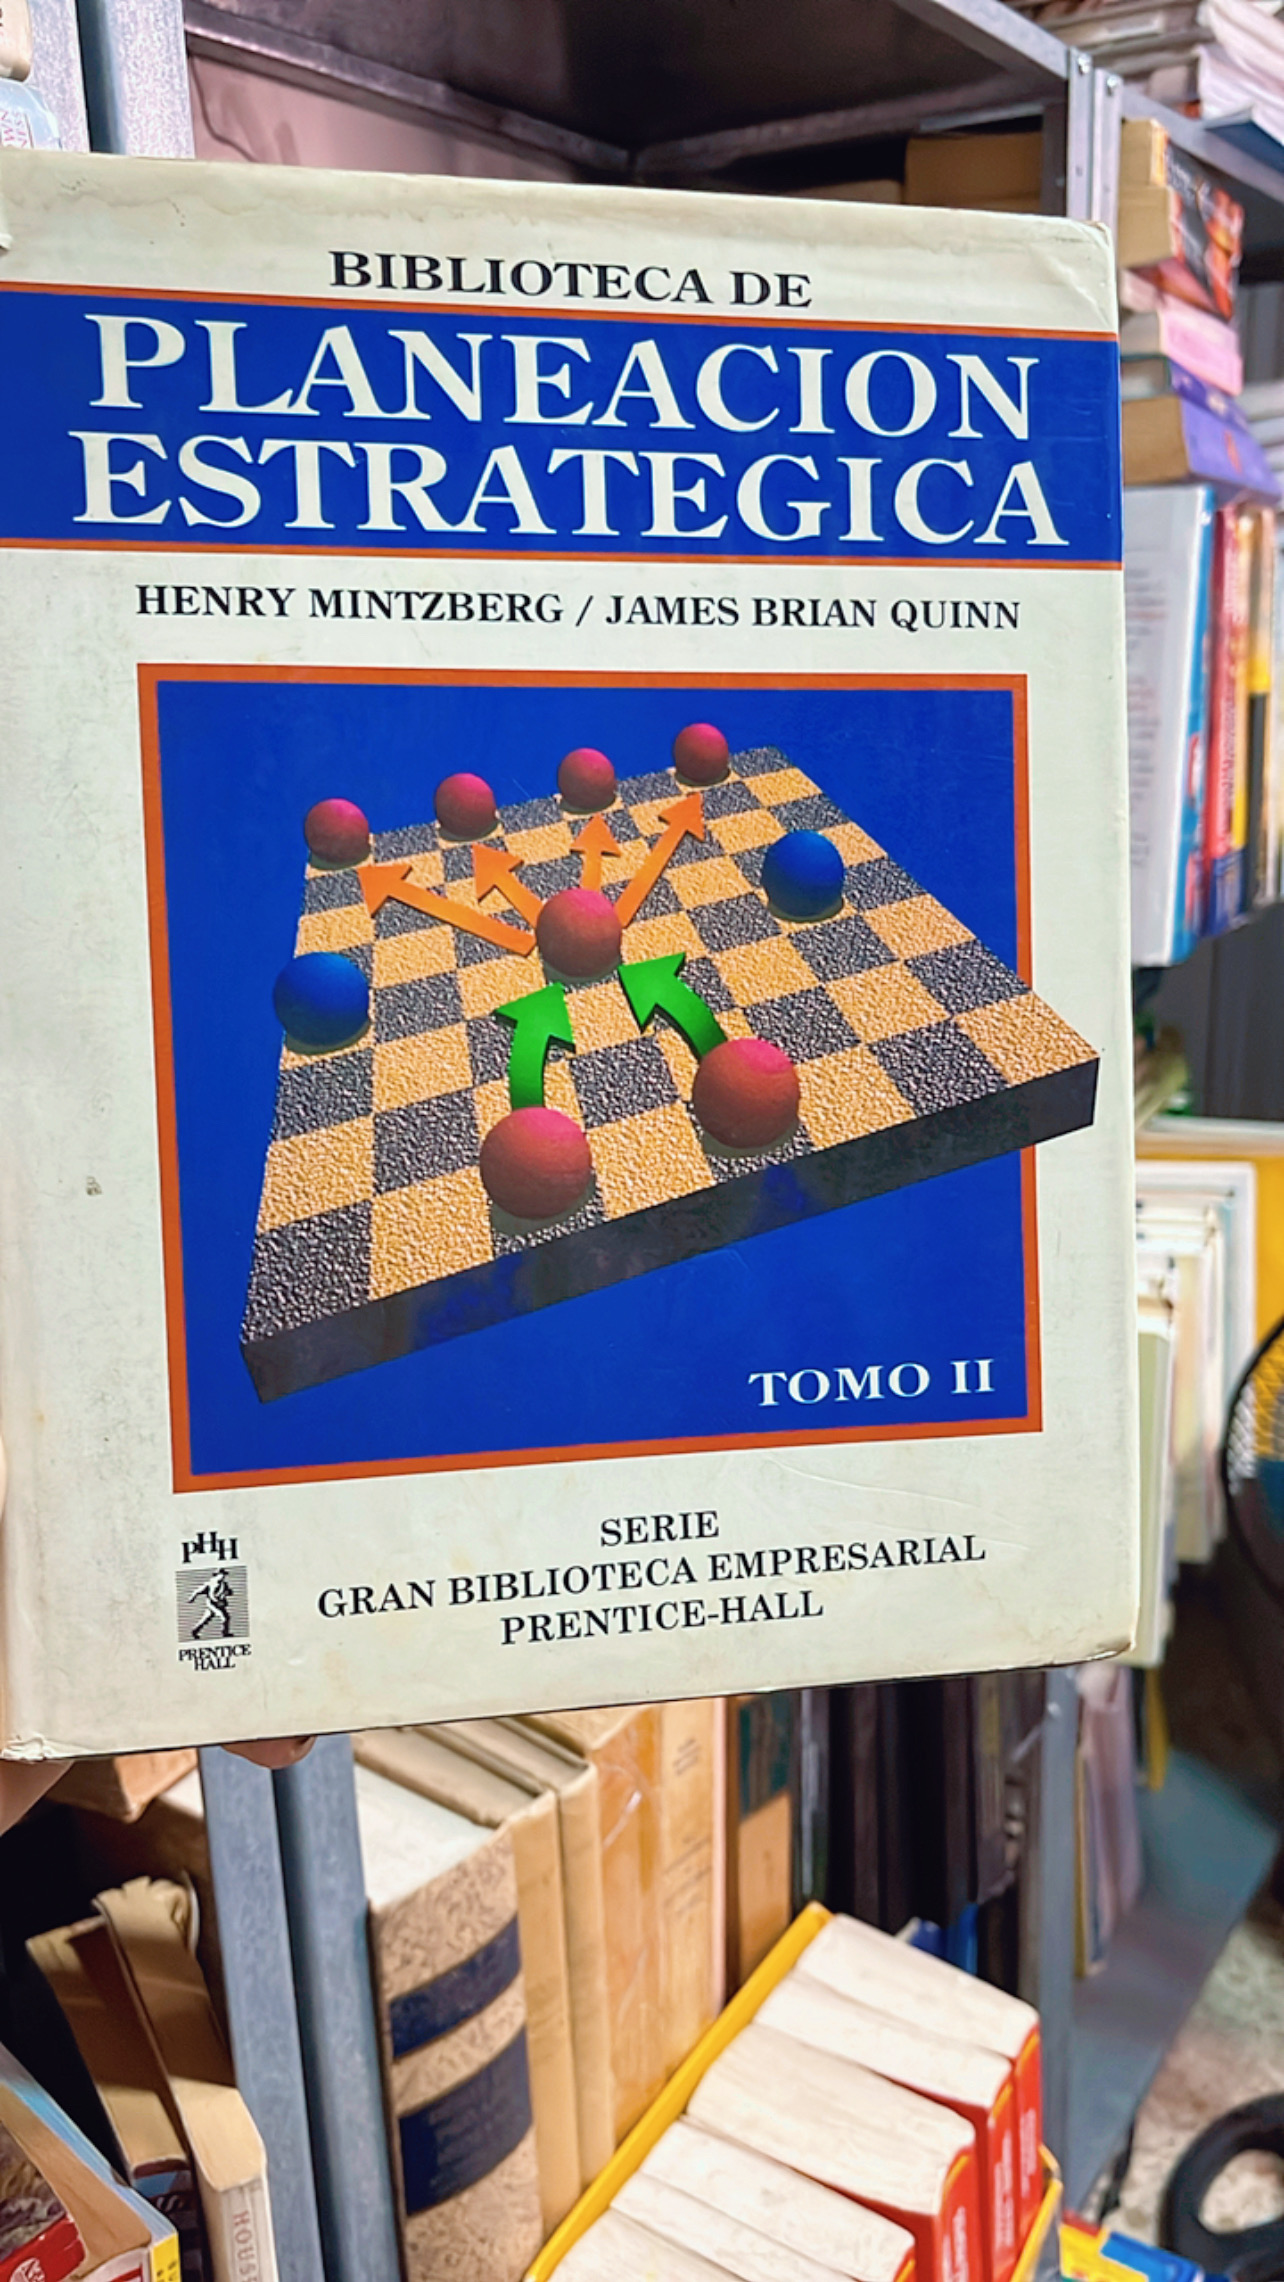 BIBLIOTECA DE
PLANEACION
ESTRATEGICA
HENRY MINTZBERG / JAMES BRIAN QUINN
TOMO II
SERIE
GRAN BIBLIOTECA EMPRESARIAL
PRENTICE-HALL
PHH
PRENTICE
HALL